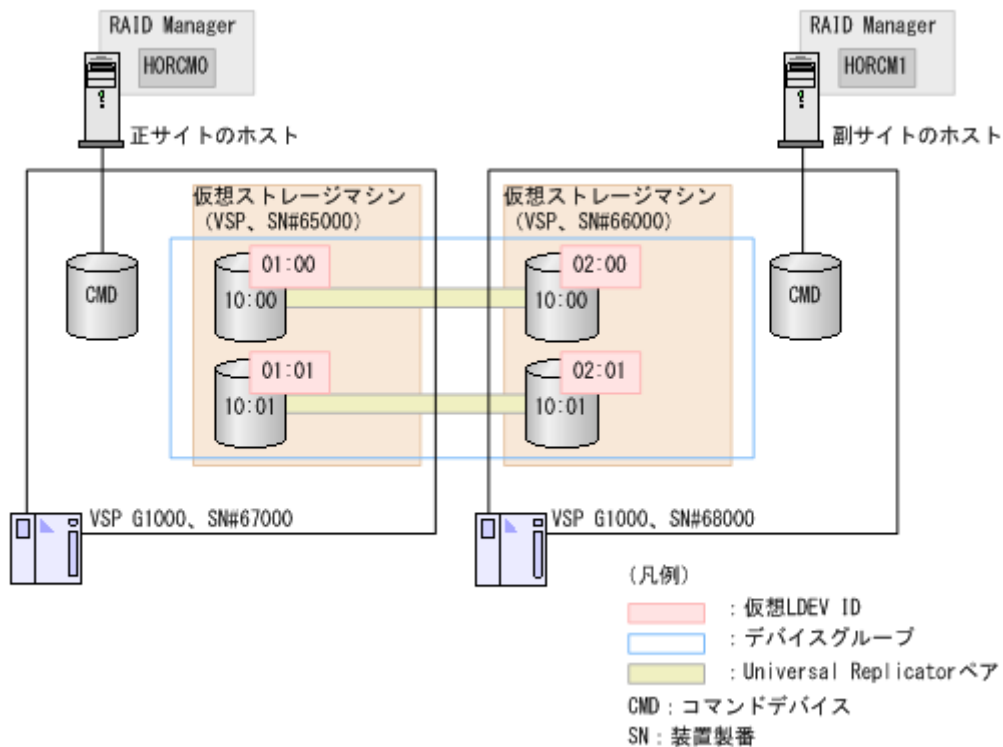 RAID Manager
HORCM0
正サイトのホスト
RAID Manager
HORCM1
副サイトのホスト
仮想ストレージマシン
(VSP、SN#65000)
仮想ストレージマシン
(VSP、SN#66000)
CMD
01:00
10:00
02:00
10:00
CMD
01:01
10:01
02:01
10:01
VSP G1000、SN#67000
VSP G1000、SN#68000
(凡例)
:仮想LDEV ID
:デバイスグループ
:Universal Replicatorペア
CMD:コマンドデバイス
SN:装置製番